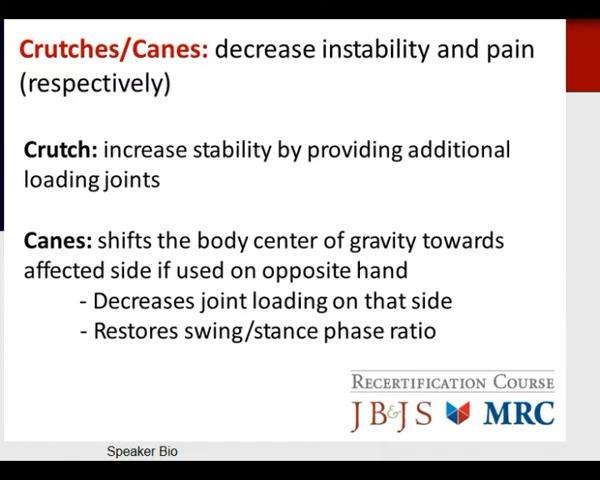 Crutches/Canes: decrease instability and pain
(respectively)
Crutch: increase stability by providing additional
loading joints
Canes: shifts the body center of gravity towards
affected side if used on opposite hand
- Decreases joint loading on that side
- Restores swing/stance phase ratio
RECERTIFICATION COURSE
JB&JS MRC
Speaker Bio